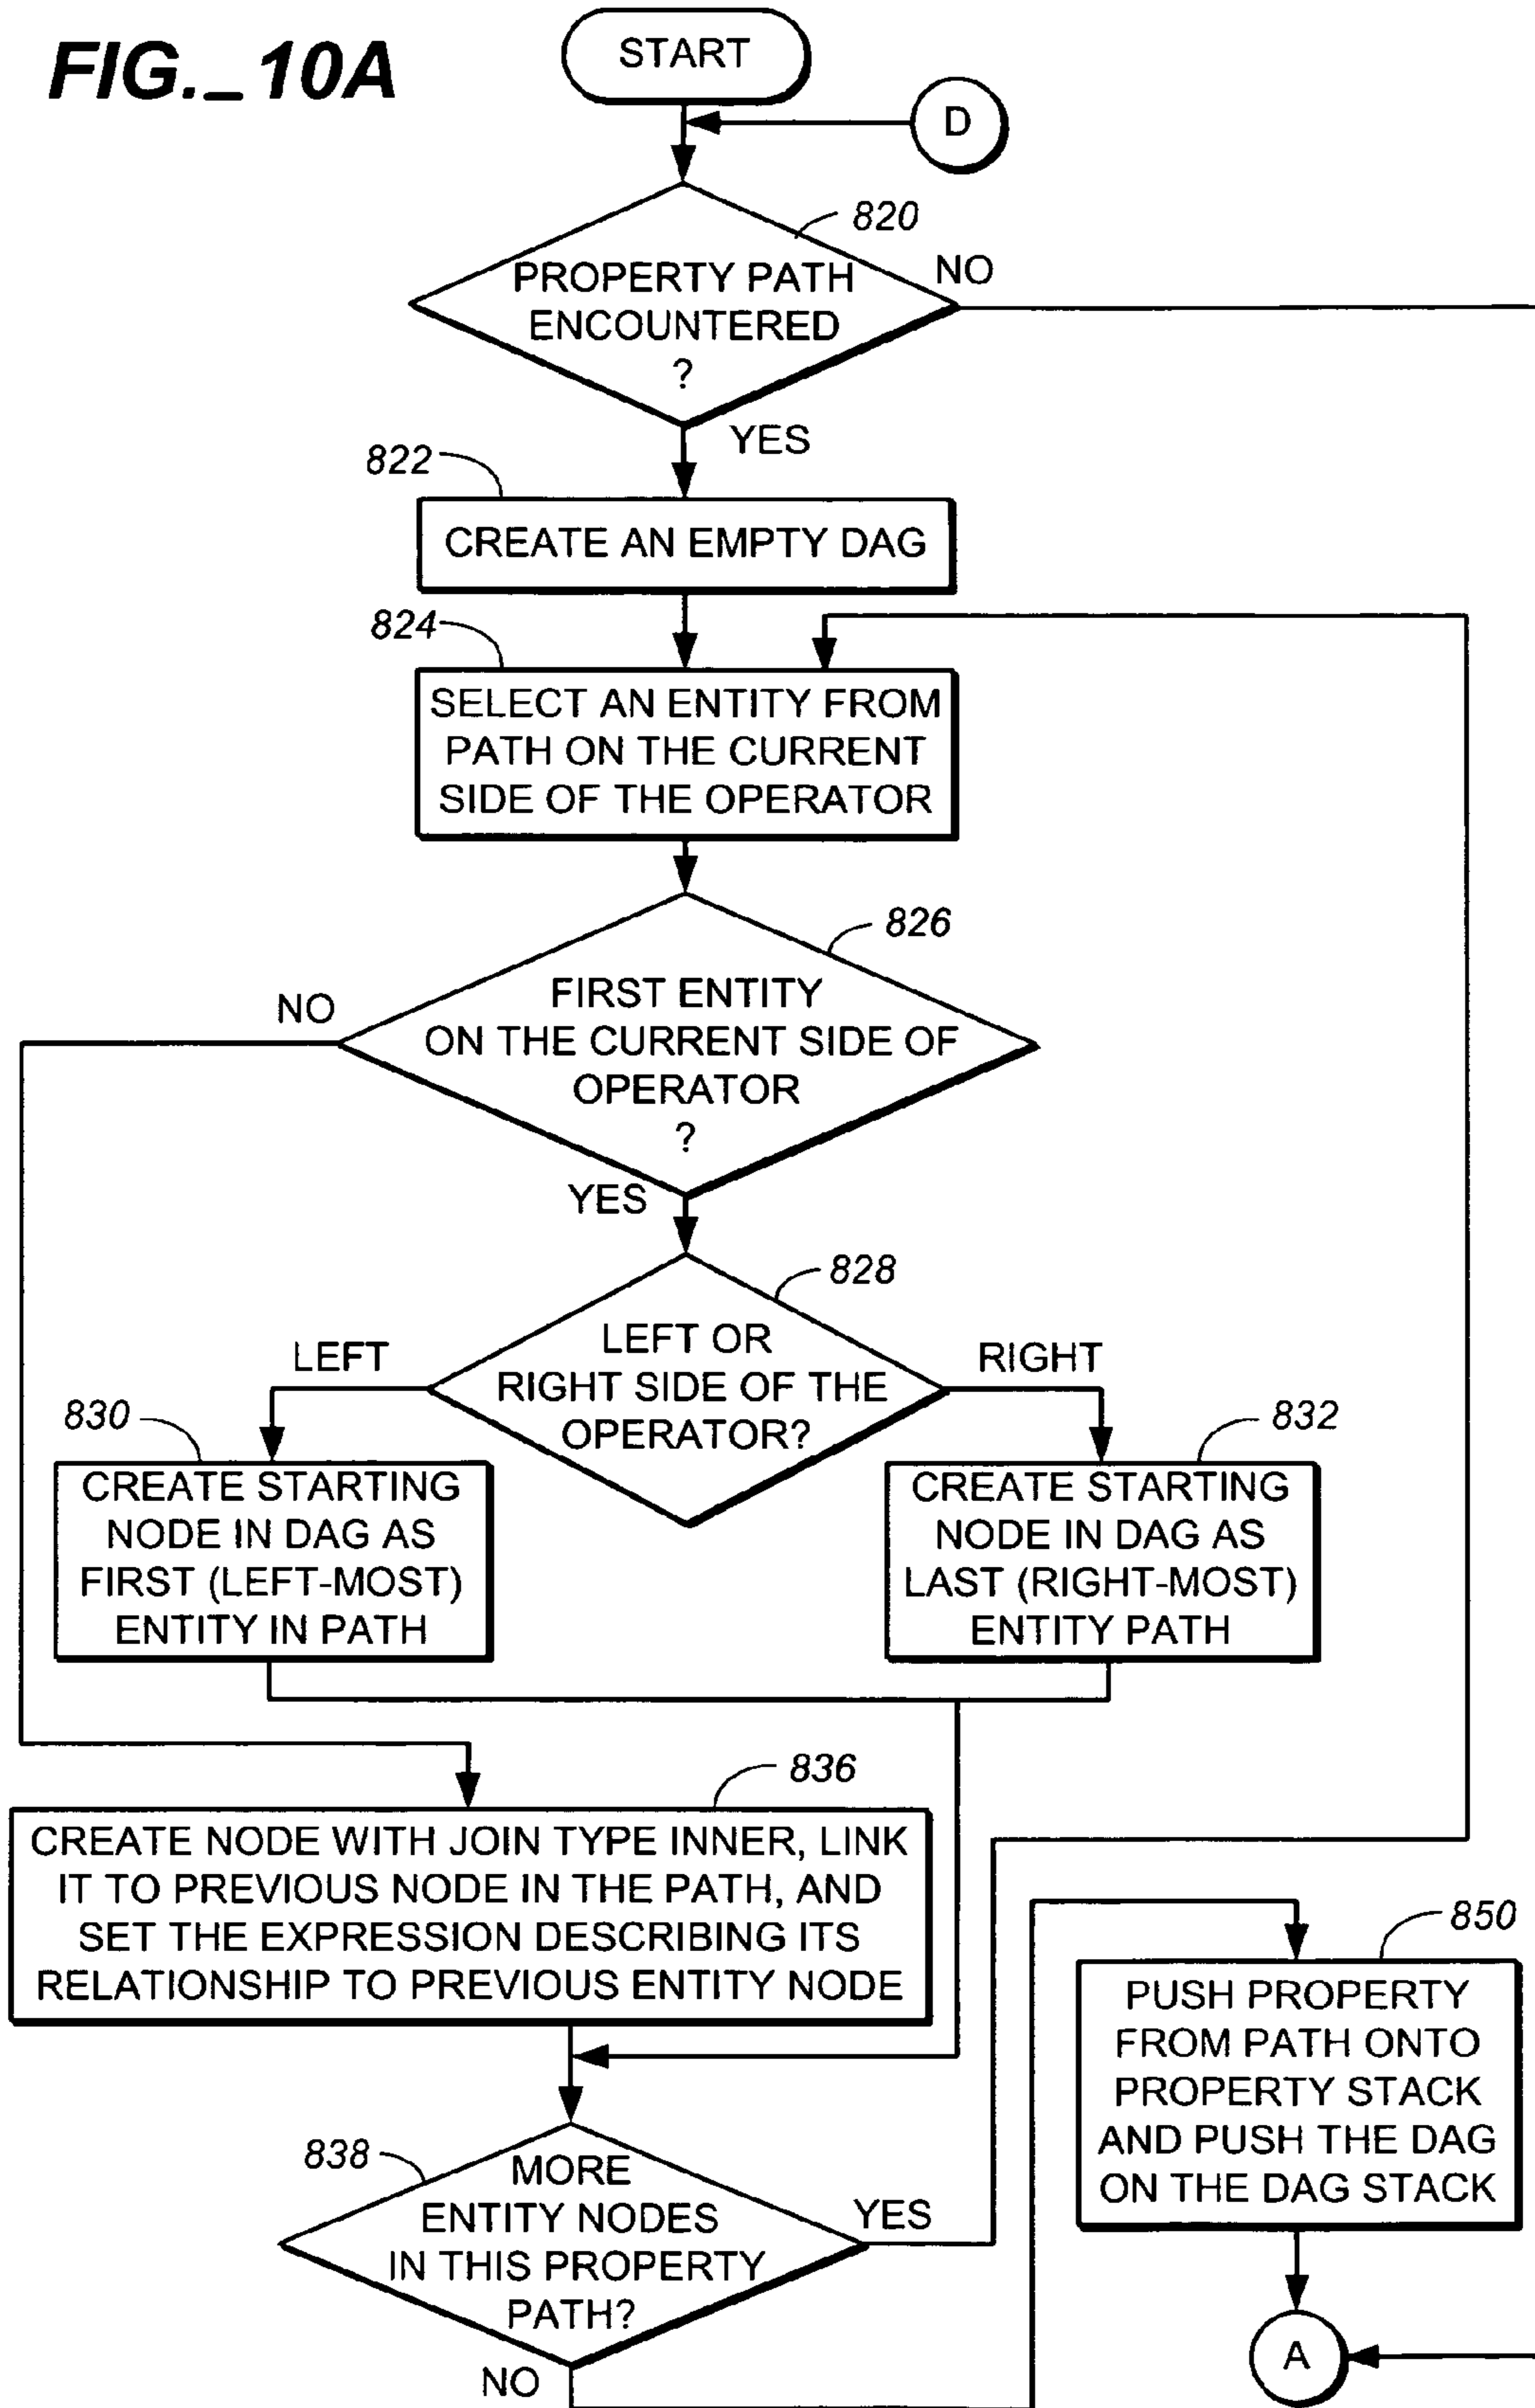 FIG._10A
START
D
820
PROPERTY PATH
ENCOUNTERED
?
NO
YES
822
CREATE AN EMPTY DAG
824
SELECT AN ENTITY FROM
PATH ON THE CURRENT
SIDE OF THE OPERATOR
826
FIRST ENTITY
ON THE CURRENT SIDE OF
OPERATOR
?
NO
YES
828
LEFT OR
RIGHT SIDE OF THE
OPERATOR?
LEFT
RIGHT
830
CREATE STARTING
NODE IN DAG AS
FIRST (LEFT-MOST)
ENTITY IN PATH
832
CREATE STARTING
NODE IN DAG AS
LAST (RIGHT-MOST)
ENTITY PATH
836
CREATE NODE WITH JOIN TYPE INNER, LINK
IT TO PREVIOUS NODE IN THE PATH, AND
SET THE EXPRESSION DESCRIBING ITS
RELATIONSHIP TO PREVIOUS ENTITY NODE
838
MORE
ENTITY NODES
IN THIS PROPERTY
PATH?
YES
NO
850
PUSH PROPERTY
FROM PATH ONTO
PROPERTY STACK
AND PUSH THE DAG
ON THE DAG STACK
A